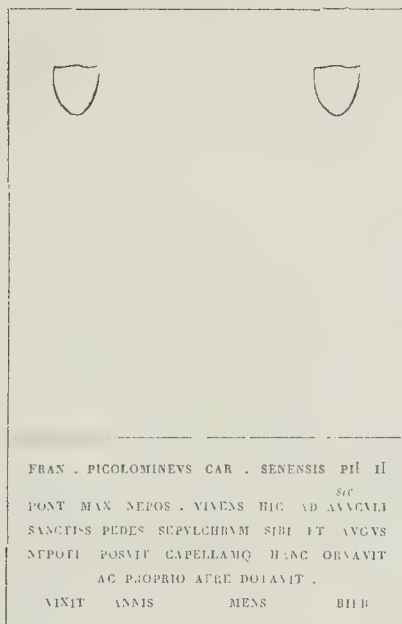 FRAN . PICOLOMINEVS CAR . SENENSIS PII II
sic
PONT MAX NEPOS . VIVENS HIC AD AVVCVLI
SANCTISS PEDES SEPVLCHRVM SIBI ET AVGVS
NEPOTI POSVIT CAPELLAMQ HANC ORNAVIT
AC PROPRIO AERE DOTAVIT .
VIXIT ANNIS MENS DIEB